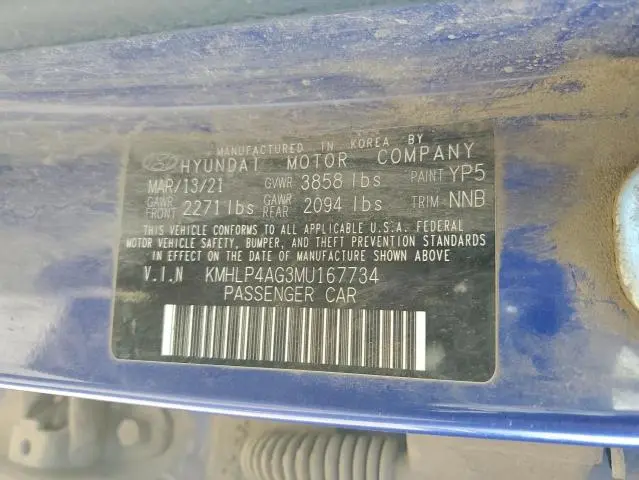 MANUFACTURED IN KOREA BY
HYUNDAI MOTOR COMPANY
MAR/13/21 GVWR 3858 lbs PAINT YP5
GAWR FRONT 2271 lbs GAWR REAR 2094 lbs TRIM NNB
THIS VEHICLE CONFORMS TO ALL APPLICABLE U.S.A. FEDERAL
MOTOR VEHICLE SAFETY, BUMPER, AND THEFT PREVENTION STANDARDS
IN EFFECT ON THE DATE OF MANUFACTURE SHOWN ABOVE
V.I.N KMHLP4AG3MU167734
PASSENGER CAR